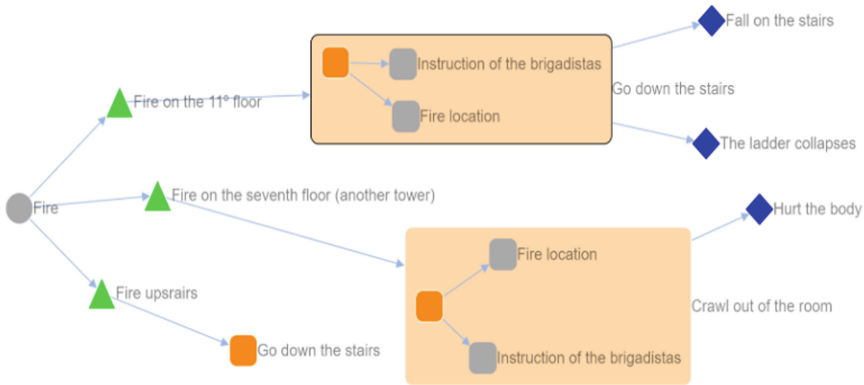 Fall on the stairs
Instruction of the brigadistas
Go down the stairs
Fire on the 11º floor
Fire location
The ladder collapses
Fire on the seventh floor (another tower)
Fire
Hurt the body
Fire location
Fire upsrairs
Crawl out of the room
Go down the stairs
Instruction of the brigadistas